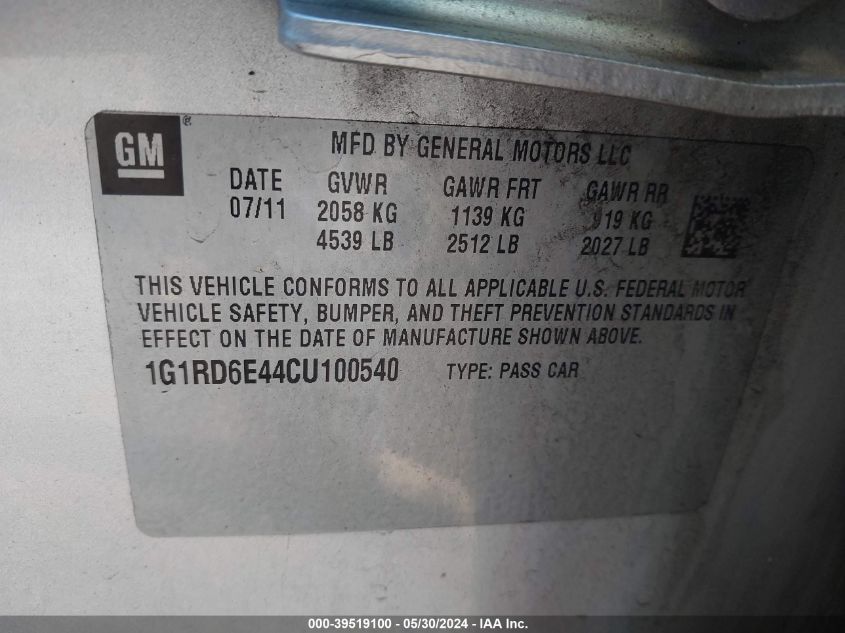 GM®
MFD BY GENERAL MOTORS LLC
DATE GVWR GAWR FRT GAWR RR
07/11 2058 KG 1139 KG 919 KG
4539 LB 2512 LB 2027 LB
THIS VEHICLE CONFORMS TO ALL APPLICABLE U.S. FEDERAL MOTOR
VEHICLE SAFETY, BUMPER, AND THEFT PREVENTION STANDARDS IN
EFFECT ON THE DATE OF MANUFACTURE SHOWN ABOVE.
1G1RD6E44CU100540 TYPE: PASS CAR
000-39519100 - 05/30/2024 - IAA Inc.